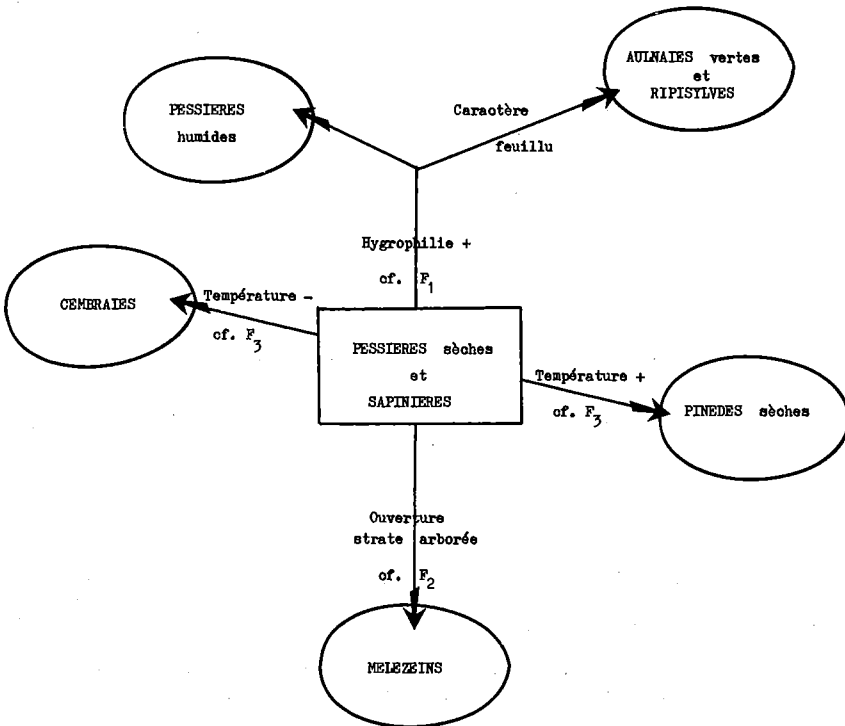 AULNAIES vertes
et
RIPISYLVES
PESSIERES
humides
Caractère
feuillu
Hygrophilie +
cf. F1
CEMBRAIES
Température -
cf. F3
PESSIERES sèches
et
SAPINIERES
Température +
cf. F3
PINEDES sèches
Ouverture
strate arborée
cf. F2
MELEZEINS